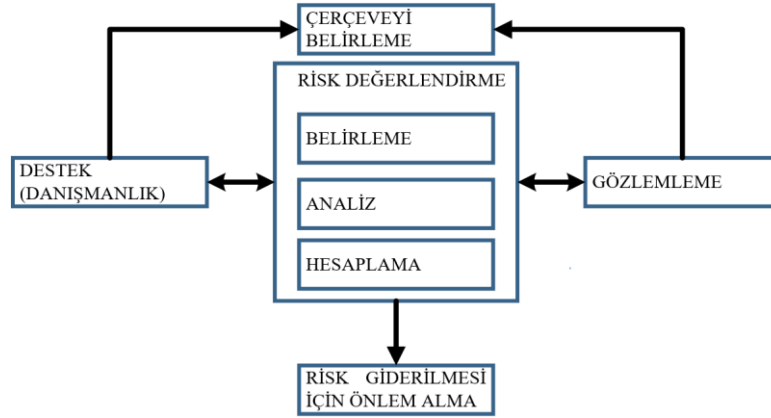 ÇERÇEVEYİ
BELİRLEME
RİSK DEĞERLENDİRME
BELİRLEME
DESTEK
(DANIŞMANLIK)
ANALİZ
GÖZLEMLEME
HESAPLAMA
RİSK GİDERİLMESİ
İÇİN ÖNLEM ALMA